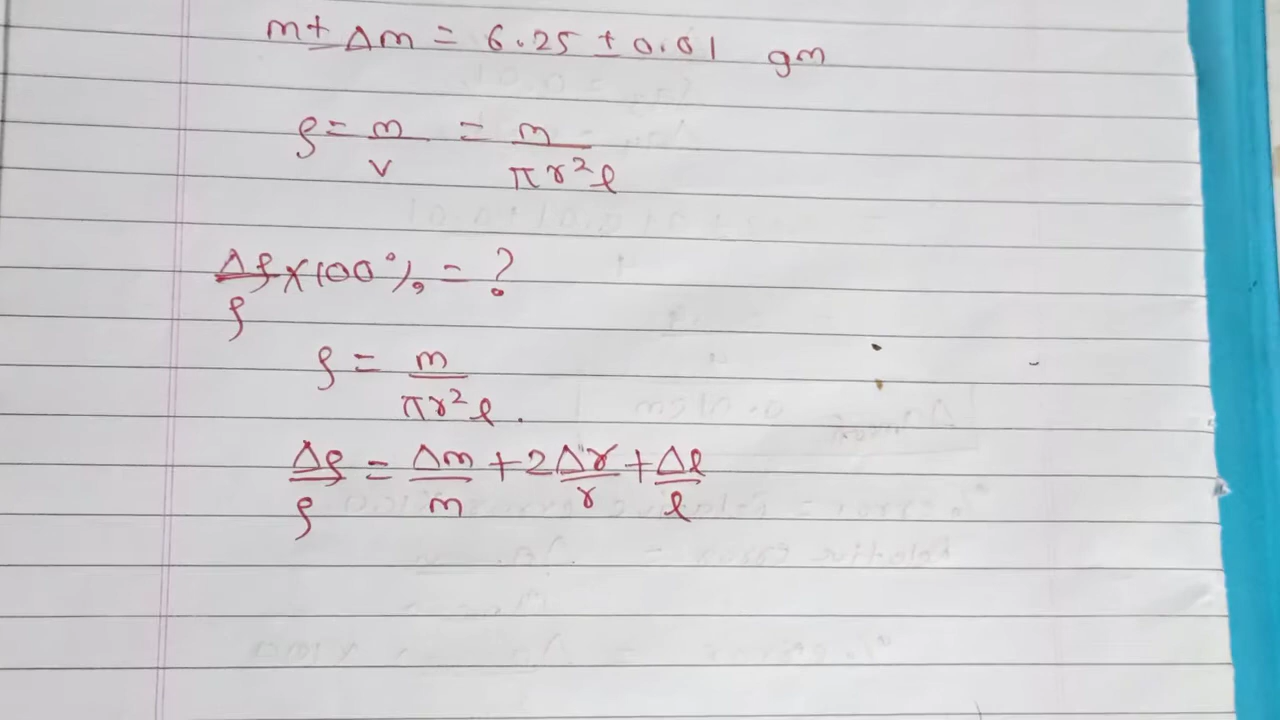 m ± Δm = 6.25 ± 0.01 gm
ρ = m/v = m/πr²l
Δρ/ρ × 100% = ?
ρ = m/πr²l.
Δρ/ρ = Δm/m + 2Δr/r + Δl/l